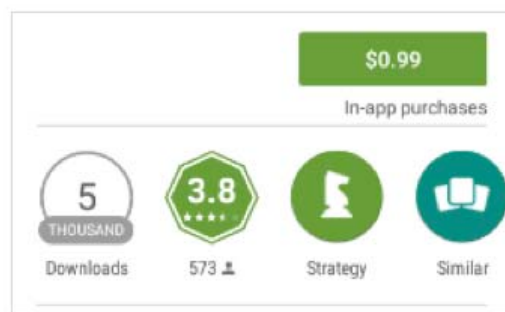 $0.99
In-app purchases
5
THOUSAND
3.8
Downloads
573
Strategy
Similar